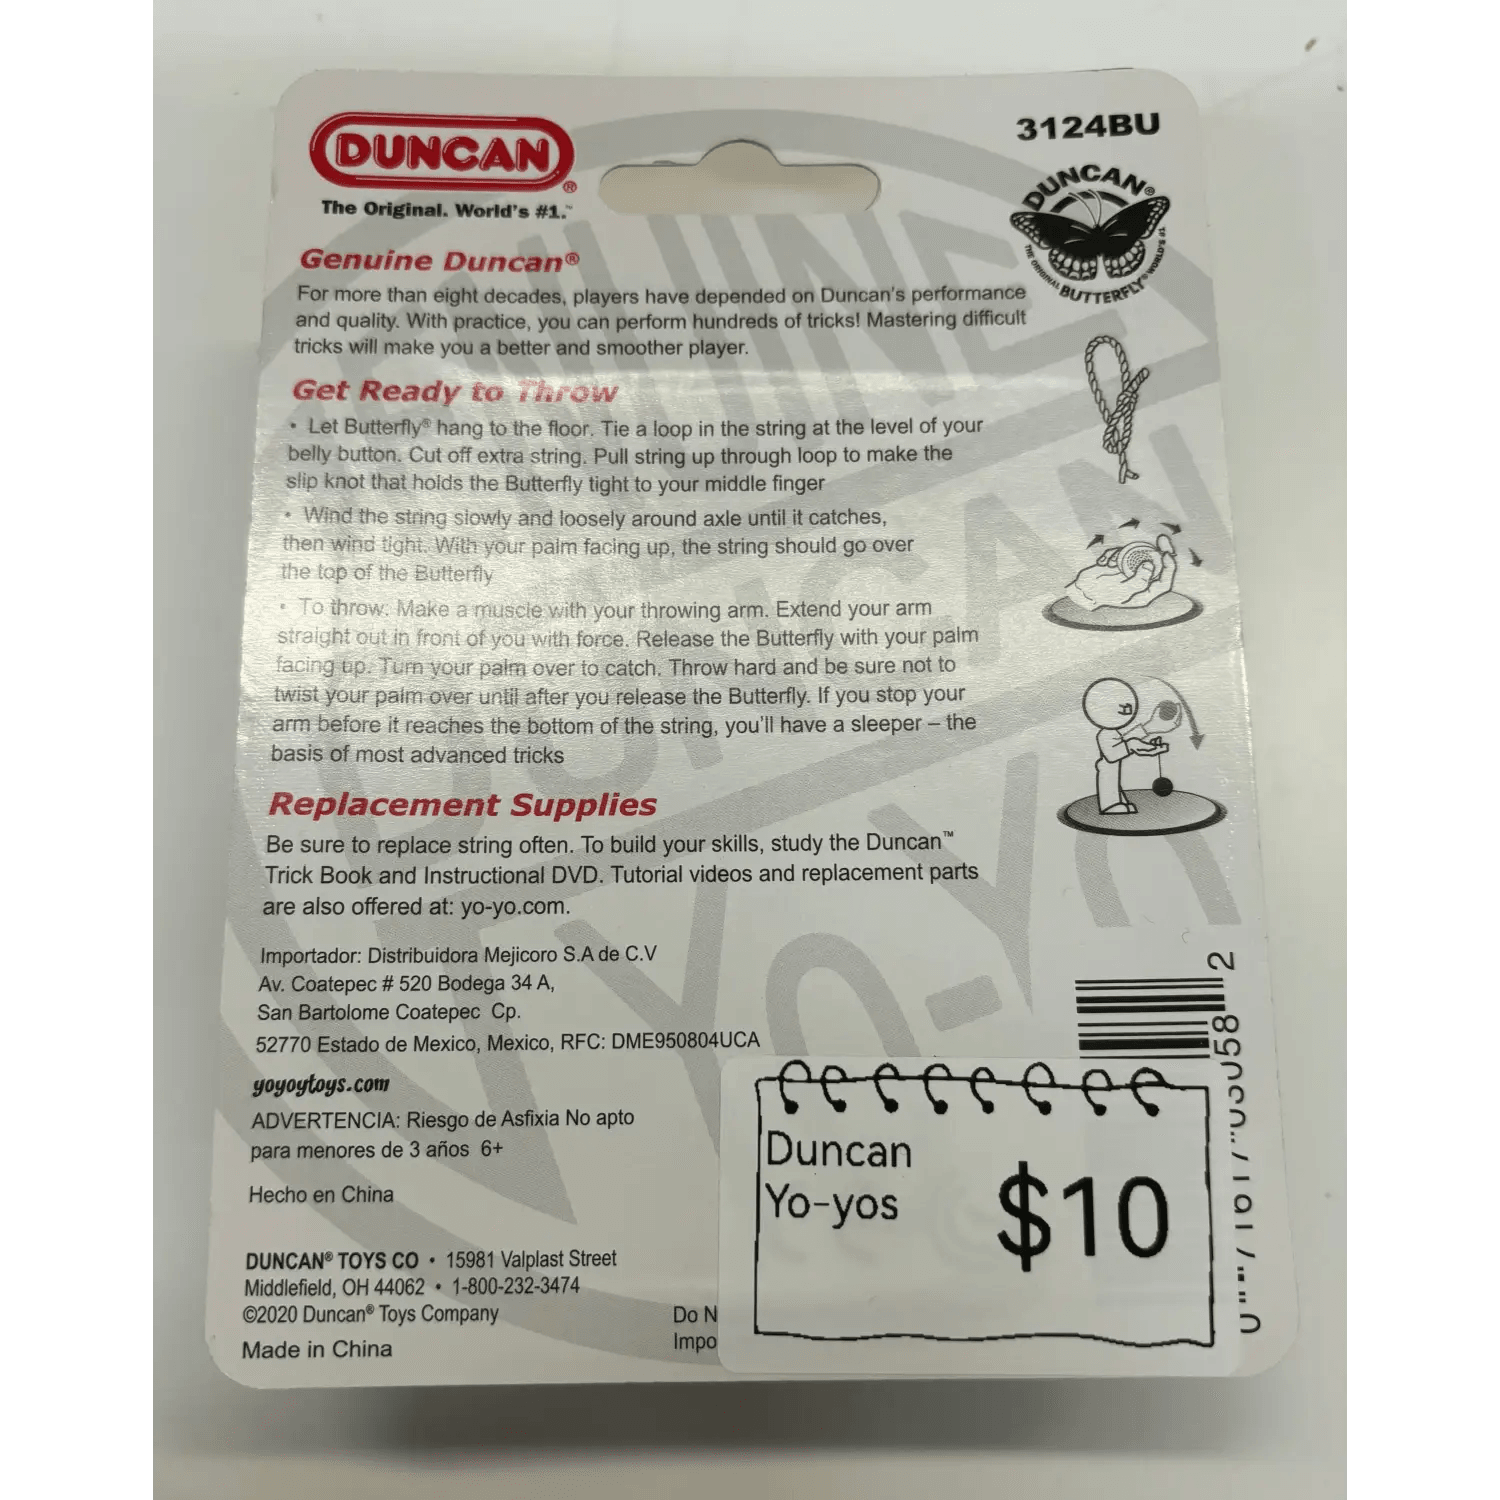 DUNCAN®
The Original. World's #1.™
3124BU
DUNCAN®
THE ORIGINAL
BUTTERFLY®
WORLD'S #1
Genuine Duncan®
For more than eight decades, players have depended on Duncan's performance
and quality. With practice, you can perform hundreds of tricks! Mastering difficult
tricks will make you a better and smoother player.
Get Ready to Throw
• Let Butterfly® hang to the floor. Tie a loop in the string at the level of your
belly button. Cut off extra string. Pull string up through loop to make the
slip knot that holds the Butterfly tight to your middle finger
• Wind the string slowly and loosely around axle until it catches,
then wind tight. With your palm facing up, the string should go over
the top of the Butterfly
• To throw: Make a muscle with your throwing arm. Extend your arm
straight out in front of you with force. Release the Butterfly with your palm
facing up. Turn your palm over to catch. Throw hard and be sure not to
twist your palm over until after you release the Butterfly. If you stop your
arm before it reaches the bottom of the string, you'll have a sleeper – the
basis of most advanced tricks
Replacement Supplies
Be sure to replace string often. To build your skills, study the Duncan™
Trick Book and Instructional DVD. Tutorial videos and replacement parts
are also offered at: yo-yo.com.
Importador: Distribuidora Mejicoro S.A de C.V
Av. Coatepec # 520 Bodega 34 A,
San Bartolome Coatepec Cp.
52770 Estado de Mexico, Mexico, RFC: DME950804UCA
yoyoytoys.com
ADVERTENCIA: Riesgo de Asfixia No apto
para menores de 3 años 6+
Hecho en China
DUNCAN® TOYS CO • 15981 Valplast Street
Middlefield, OH 44062 • 1-800-232-3474
©2020 Duncan® Toys Company
Made in China
Do N
Impo
Duncan
Yo-yos
$10
GENUINE
DUNCAN
YO-YO